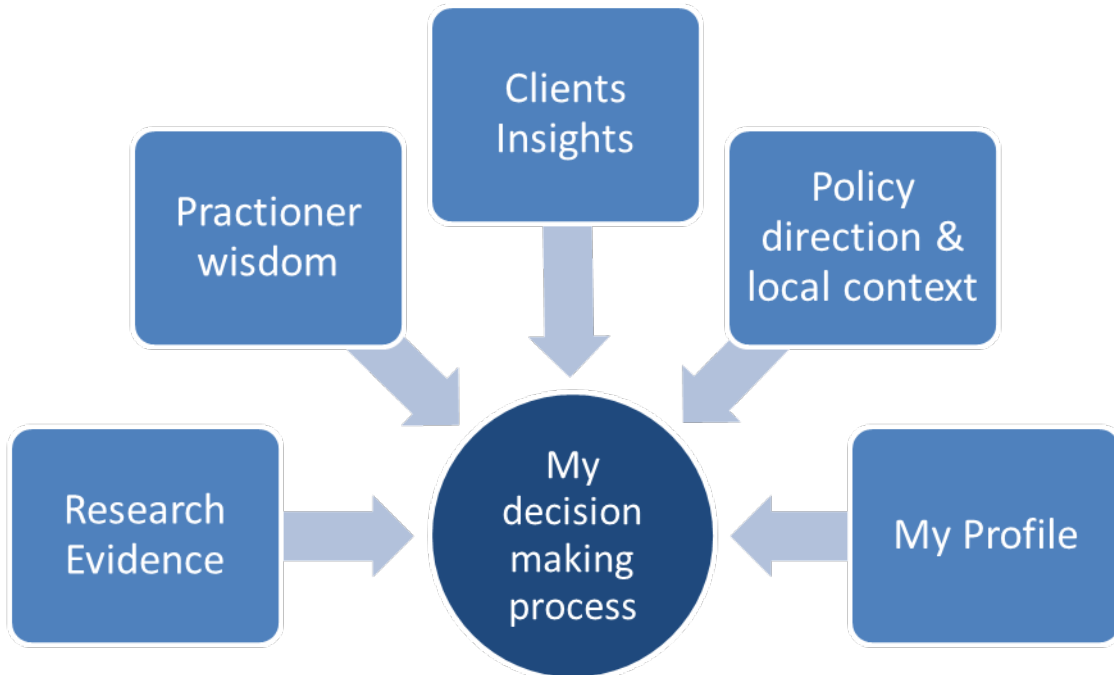 Clients
Insights
Practioner
wisdom
Policy
direction &
local context
Research
Evidence
My
decision
making
process
My Profile